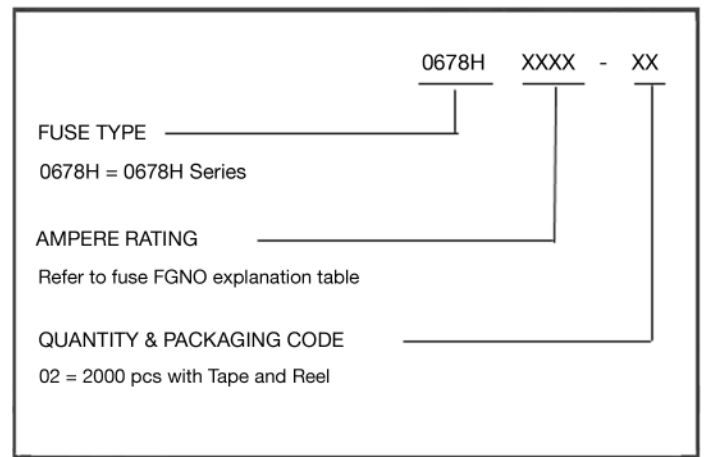 0678H XXXX - XX
FUSE TYPE
0678H = 0678H Series
AMPERE RATING
Refer to fuse FGNO explanation table
QUANTITY & PACKAGING CODE
02 = 2000 pcs with Tape and Reel